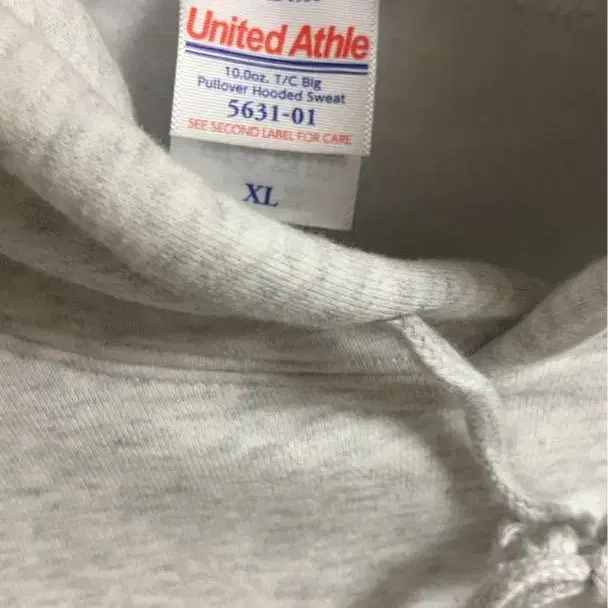 United Athle
10.0oz. T/C Big
Pullover Hooded Sweat
5631-01
SEE SECOND LABEL FOR CARE
XL